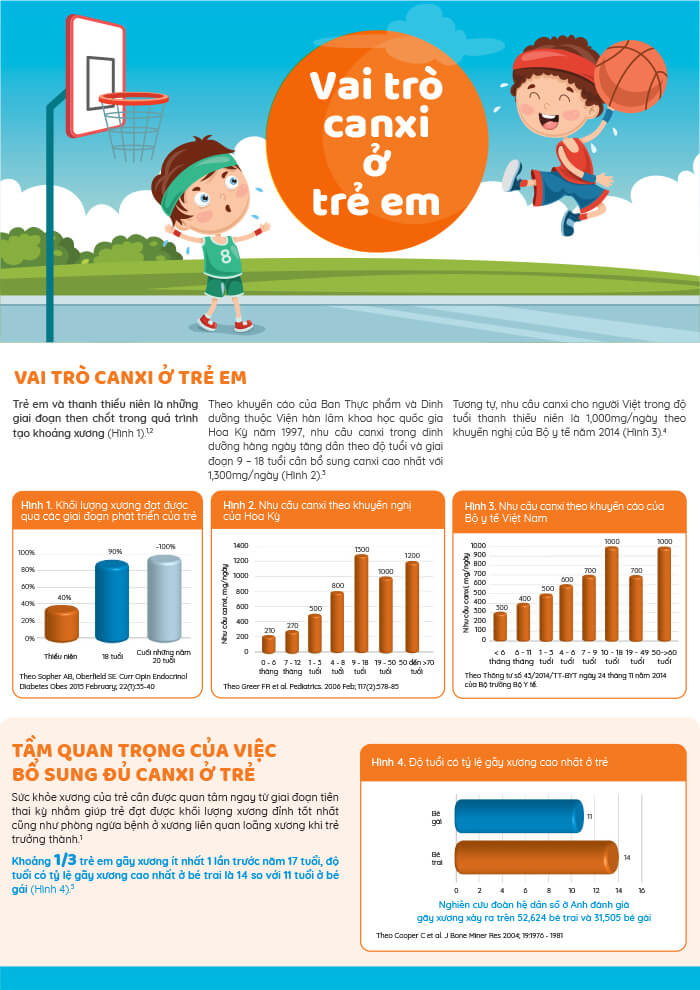 Vai trò
canxi
ở
trẻ em
8
VAI TRÒ CANXI Ở TRẺ EM
Trẻ em và thanh thiếu niên là những
giai đoạn then chốt trong quá trình
tạo khoáng xương (Hình 1).1,2
Theo khuyến cáo của Ban Thực phẩm và Dinh
dưỡng thuộc Viện hàn lâm khoa học quốc gia
Hoa Kỳ năm 1997, nhu cầu canxi trong dinh
dưỡng hàng ngày tăng dần theo độ tuổi và giai
đoạn 9 – 18 tuổi cần bổ sung canxi cao nhất với
1,300mg/ngày (Hình 2).3
Tương tự, nhu cầu canxi cho người Việt trong độ
tuổi thanh thiếu niên là 1,000mg/ngày theo
khuyến nghị của Bộ y tế năm 2014 (Hình 3).4
Hình 1. Khối lượng xương đạt được
qua các giai đoạn phát triển của trẻ
100%
80%
60%
40%
20%
0%
40%
90%
~100%
Thiếu niên
18 tuổi
Cuối những năm
20 tuổi
Theo Sopher AB, Oberfield SE. Curr Opin Endocrinol
Diabetes Obes 2015 February; 22(1):35-40
Hình 2. Nhu cầu canxi theo khuyến nghị
của Hoa Kỳ
Nhu cầu canxi, mg/ngày
1400
1200
1000
800
600
400
200
0
210
270
500
800
1300
1000
1200
0 - 6
tháng
7 - 12
tháng
1 - 3
tuổi
4 - 8
tuổi
9 - 18
tuổi
19 - 50
tuổi
50 đến >70
tuổi
Theo Greer FR et al. Pediatrics. 2006 Feb; 117(2):578-85
Hình 3. Nhu cầu canxi theo khuyến cáo của
Bộ y tế Việt Nam
Nhu cầu canxi, mg/ngày
1000
900
800
700
600
500
400
300
200
100
0
300
400
500
600
700
1000
700
1000
< 6
tháng
6 - 11
tháng
1 - 3
tuổi
4 - 6
tuổi
7 - 9
tuổi
10 - 18
tuổi
19 - 49
tuổi
50->60
tuổi
Theo Thông tư số 43/2014/TT-BYT ngày 24 tháng 11 năm 2014
của Bộ trưởng Bộ Y tế.
TẦM QUAN TRỌNG CỦA VIỆC
BỔ SUNG ĐỦ CANXI Ở TRẺ
Sức khỏe xương của trẻ cần được quan tâm ngay từ giai đoạn tiền
thai kỳ nhằm giúp trẻ đạt được khối lượng xương đỉnh tốt nhất
cũng như phòng ngừa bệnh ở xương liên quan loãng xương khi trẻ
trưởng thành.1
Khoảng 1/3 trẻ em gãy xương ít nhất 1 lần trước năm 17 tuổi, độ
tuổi có tỷ lệ gãy xương cao nhất ở bé trai là 14 so với 11 tuổi ở bé
gái (Hình 4).5
Hình 4. Độ tuổi có tỷ lệ gãy xương cao nhất ở trẻ
Bé
gái
11
Bé
trai
14
0 2 4 6 8 10 12 14 16
Nghiên cứu đoàn hệ dân số ở Anh đánh giá
gãy xương xảy ra trên 52,624 bé trai và 31,505 bé gái
Theo Cooper C et al. J Bone Miner Res 2004; 19:1976 - 1981